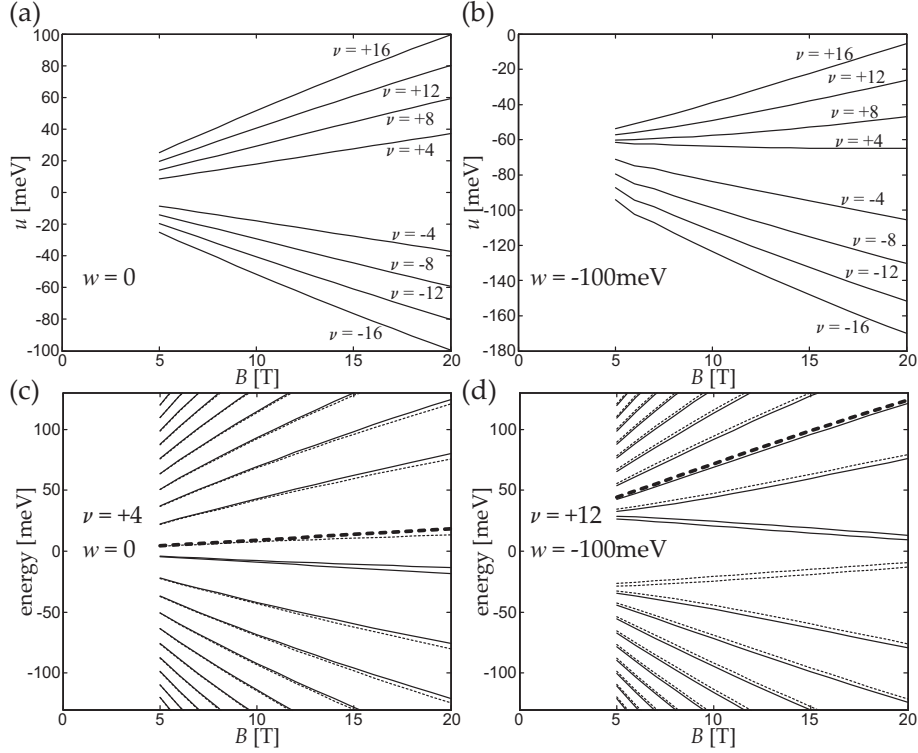 (a)
100
80
60
40
20
0
-20
-40
-60
-80
-100
u [meV]
ν = +16
ν = +12
ν = +8
ν = +4
ν = -4
ν = -8
ν = -12
ν = -16
w = 0
0
5
10
15
20
B [T]
(b)
0
-20
-40
-60
-80
-100
-120
-140
-160
-180
u [meV]
ν = +16
ν = +12
ν = +8
ν = +4
ν = -4
ν = -8
ν = -12
ν = -16
w = -100meV
0
5
10
15
20
B [T]
(c)
100
50
0
-50
-100
energy [meV]
ν = +4
w = 0
0
5
10
15
20
B [T]
(d)
100
50
0
-50
-100
energy [meV]
ν = +12
w = -100meV
0
5
10
15
20
B [T]